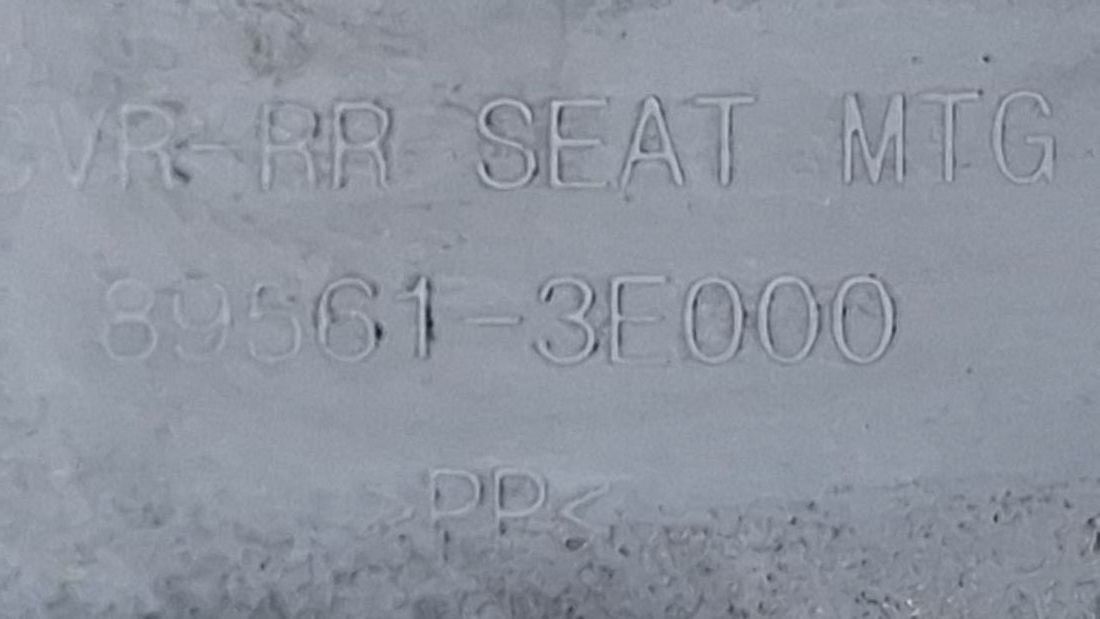 CVR-RR SEAT MTG
89561-3E000
>PP<